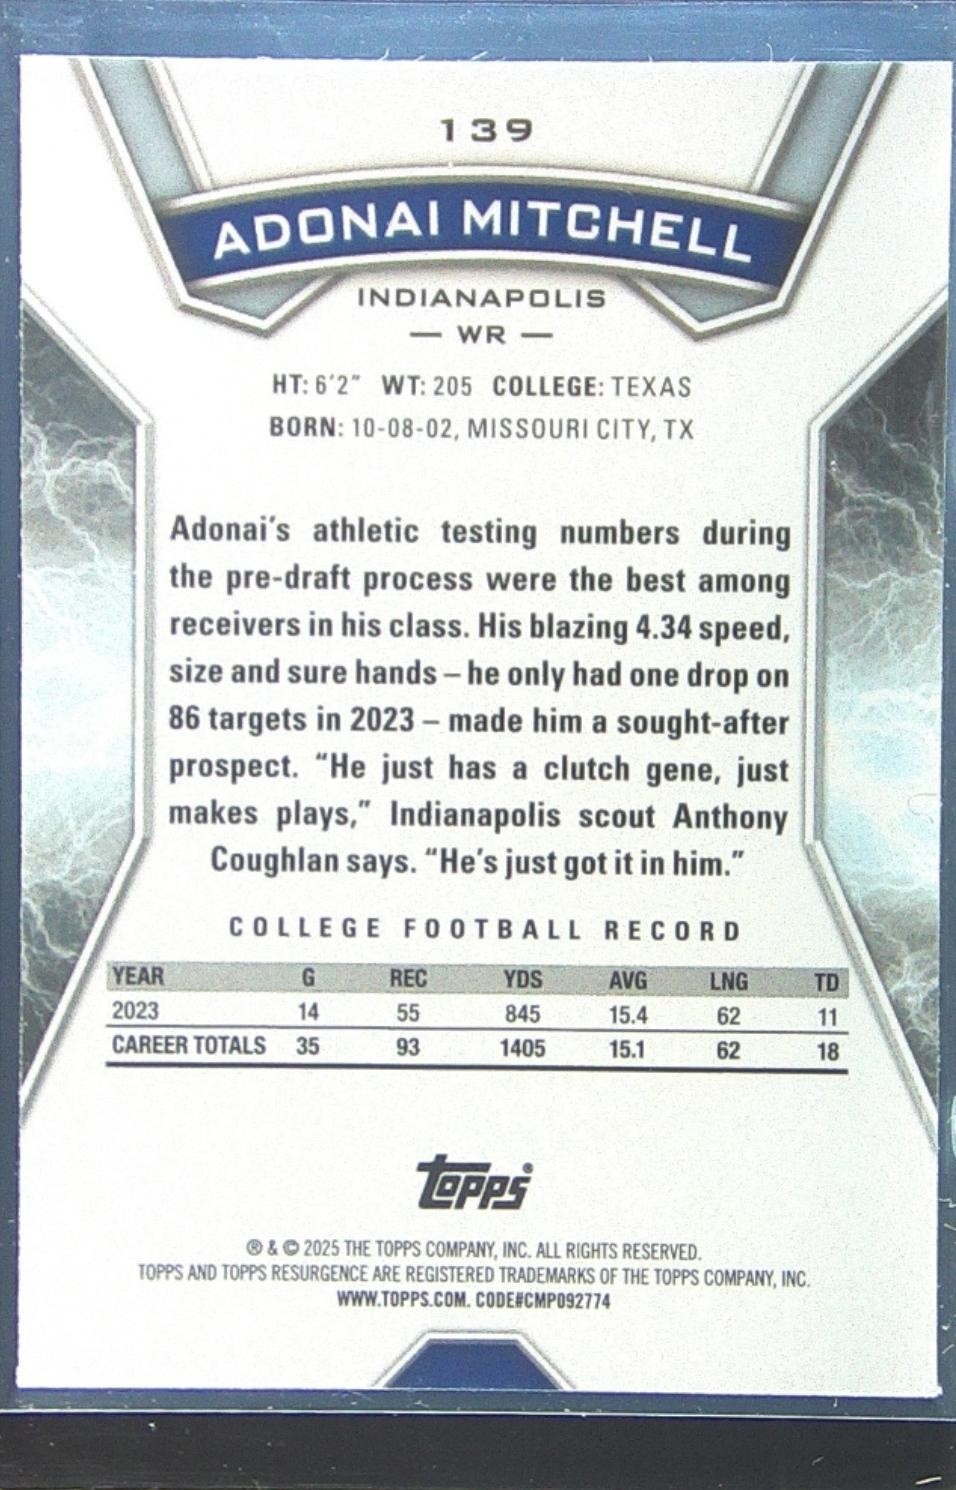 139
ADONAI MITCHELL
INDIANAPOLIS
— WR —
HT: 6'2" WT: 205 COLLEGE: TEXAS
BORN: 10-08-02, MISSOURI CITY, TX
Adonai's athletic testing numbers during
the pre-draft process were the best among
receivers in his class. His blazing 4.34 speed,
size and sure hands – he only had one drop on
86 targets in 2023 – made him a sought-after
prospect. “He just has a clutch gene, just
makes plays,” Indianapolis scout Anthony
Coughlan says. “He's just got it in him.”
COLLEGE FOOTBALL RECORD
YEAR G REC YDS AVG LNG TD
2023 14 55 845 15.4 62 11
CAREER TOTALS 35 93 1405 15.1 62 18
topps®
® & © 2025 THE TOPPS COMPANY, INC. ALL RIGHTS RESERVED.
TOPPS AND TOPPS RESURGENCE ARE REGISTERED TRADEMARKS OF THE TOPPS COMPANY, INC.
WWW.TOPPS.COM. CODE#CMP092774